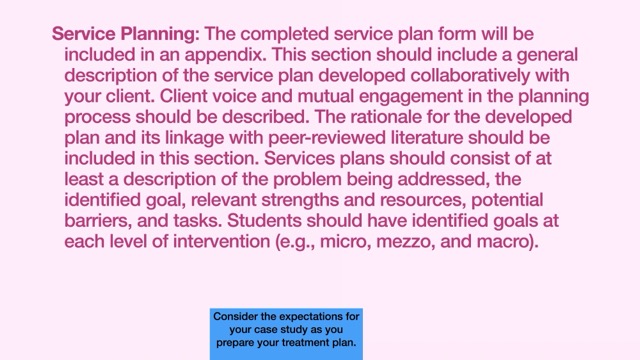 Service Planning: The completed service plan form will be
included in an appendix. This section should include a general
description of the service plan developed collaboratively with
your client. Client voice and mutual engagement in the planning
process should be described. The rationale for the developed
plan and its linkage with peer-reviewed literature should be
included in this section. Services plans should consist of at
least a description of the problem being addressed, the
identified goal, relevant strengths and resources, potential
barriers, and tasks. Students should have identified goals at
each level of intervention (e.g., micro, mezzo, and macro).
Consider the expectations for
your case study as you
prepare your treatment plan.